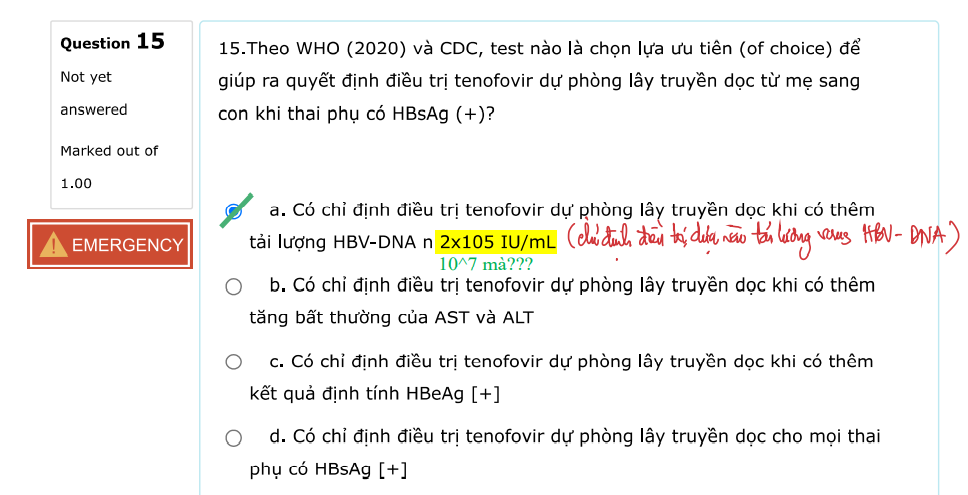 Question 15
Not yet
answered
Marked out of
1.00
EMERGENCY
15.Theo WHO (2020) và CDC, test nào là chọn lựa ưu tiên (of choice) để
giúp ra quyết định điều trị tenofovir dự phòng lây truyền dọc từ mẹ sang
con khi thai phụ có HBsAg (+)?
a. Có chỉ định điều trị tenofovir dự phòng lây truyền dọc khi có thêm
tải lượng HBV-DNA n 2x105 IU/mL (chỉ định điều trị dựa vào tải lượng virus HBV-DNA)
10^7 mà???
b. Có chỉ định điều trị tenofovir dự phòng lây truyền dọc khi có thêm
tăng bất thường của AST và ALT
c. Có chỉ định điều trị tenofovir dự phòng lây truyền dọc khi có thêm
kết quả định tính HBeAg [+]
d. Có chỉ định điều trị tenofovir dự phòng lây truyền dọc cho mọi thai
phụ có HBsAg [+]